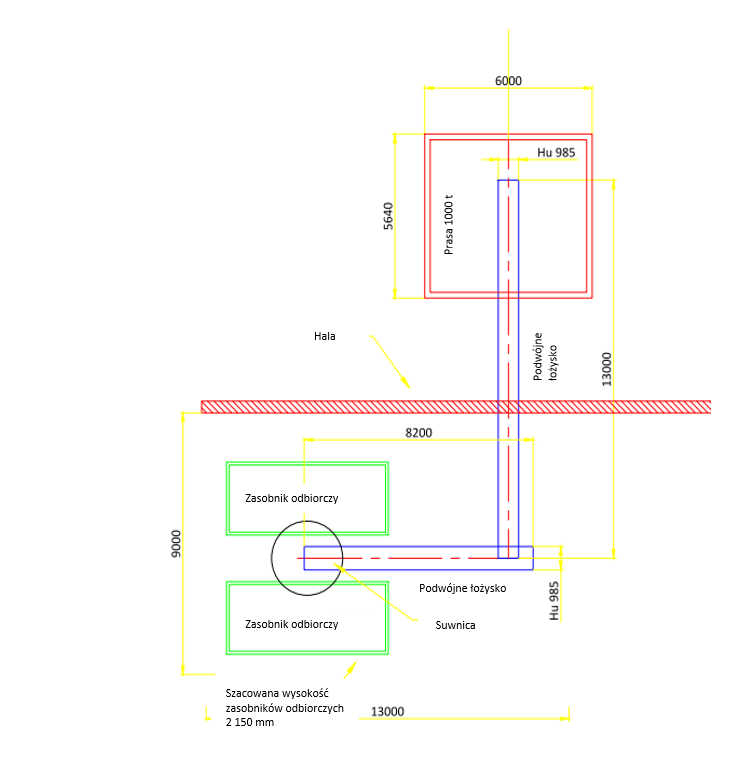 6000
Hu 985
5640
Prasa 1000 t
Hala
Podwójne
łożysko
13000
8200
Zasobnik odbiorczy
9000
Podwójne łożysko
Hu 985
Zasobnik odbiorczy
Suwnica
Szacowana wysokość
zasobników odbiorczych
2 150 mm
13000